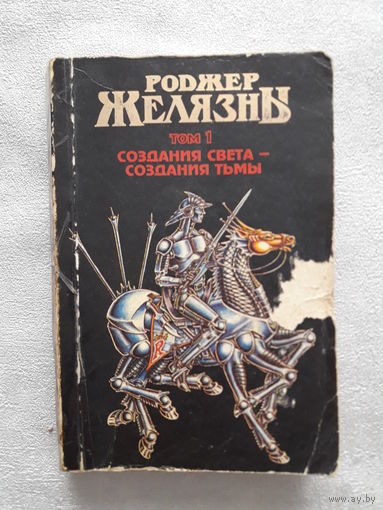 РОДЖЕР
ЖЕЛЯЗНЫ
ТОМ 1
СОЗДАНИЯ СВЕТА –
СОЗДАНИЯ ТЬМЫ
www.ay.by